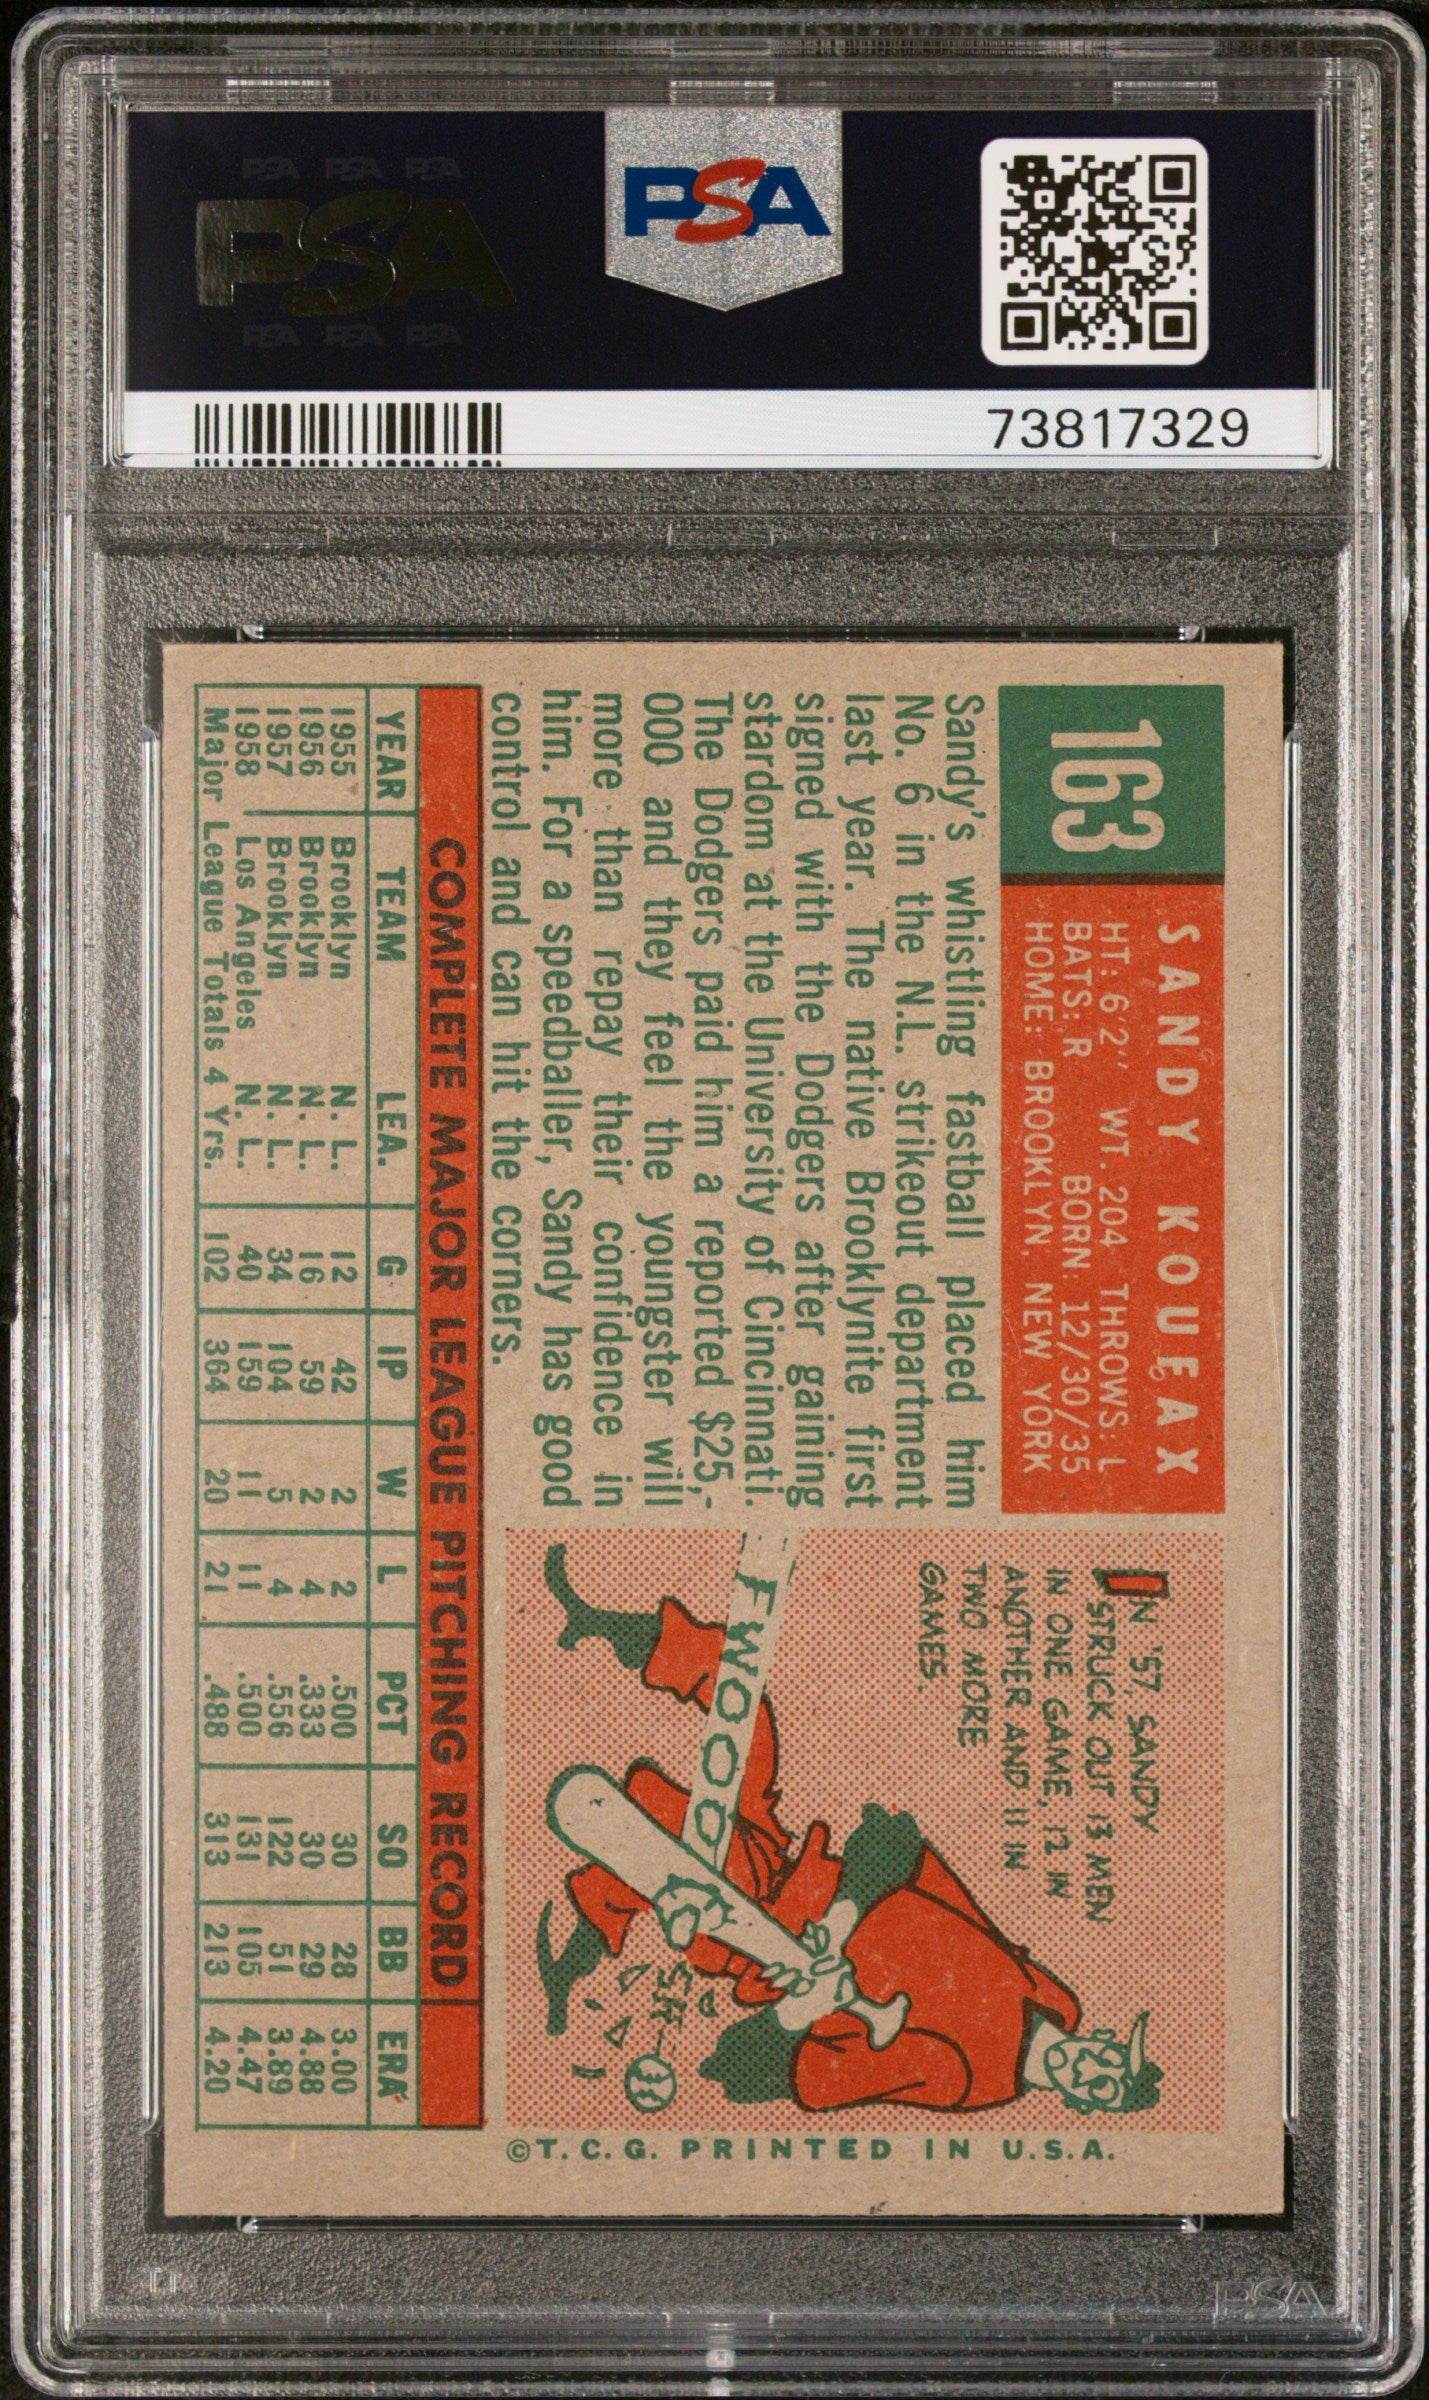 PSA PSA PSA
PSA
PSA PSA PSA
PSA
73817329
163
SANDY KOUFAX
HT: 6'2" WT. 204 THROWS: L
BATS: R BORN: 12/30/35
HOME: BROOKLYN, NEW YORK
Sandy's whistling fastball placed him
No. 6 in the N.L. strikeout department
last year. The native Brooklynite first
signed with the Dodgers after gaining
stardom at the University of Cincinnati.
The Dodgers paid him a reported $25,-
000 and they feel the youngster will
more than repay their confidence in
him. For a speedballer, Sandy has good
control and can hit the corners.
IN '57, SANDY
STRUCK OUT 13 MEN
IN ONE GAME, 12 IN
ANOTHER AND 11 IN
TWO MORE
GAMES.
FWOOOO
COMPLETE MAJOR LEAGUE PITCHING RECORD
YEAR TEAM LEA. G IP W L PCT SO BB ERA
1955 Brooklyn N. L. 12 42 2 2 .500 30 28 3.00
1956 Brooklyn N. L. 16 59 2 4 .333 30 29 4.88
1957 Brooklyn N. L. 34 104 5 4 .556 122 51 3.89
1958 Los Angeles N. L. 40 159 11 11 .500 131 105 4.47
Major League Totals 4 Yrs. 102 364 20 21 .488 313 213 4.20
©T.C.G. PRINTED IN U.S.A.
PSA